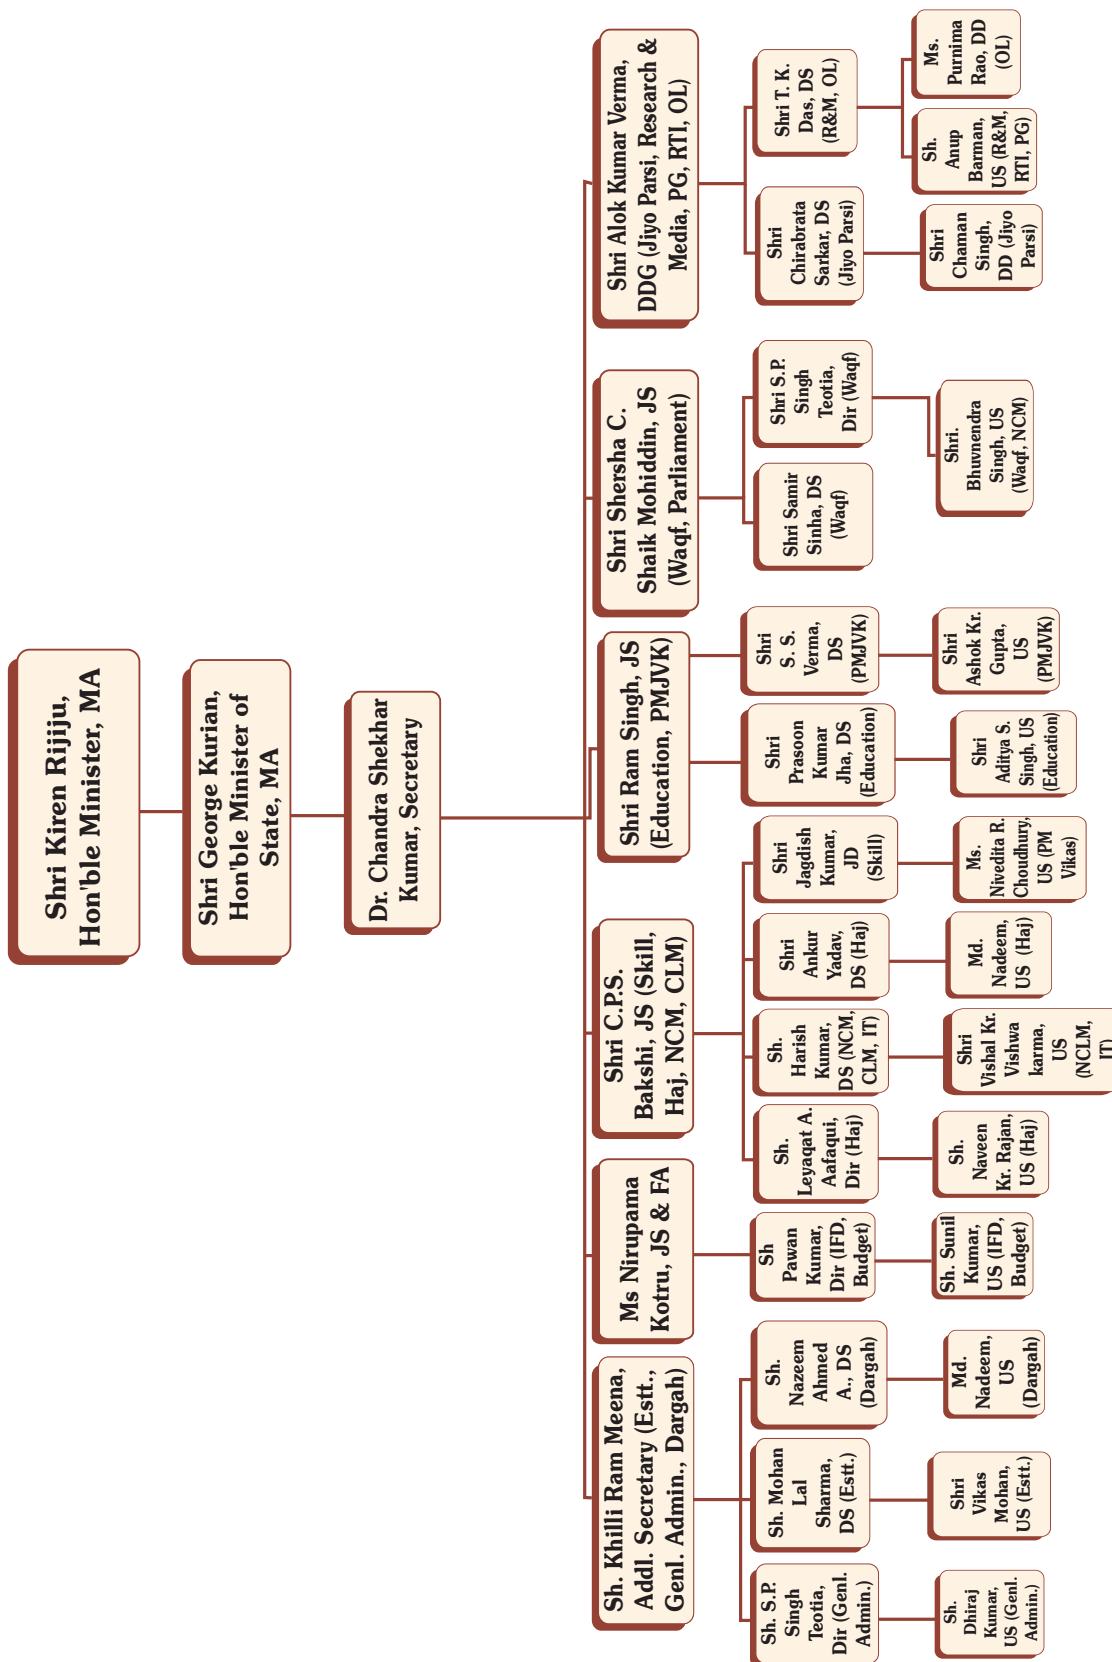 Shri Kiren Rijiju,
Hon'ble Minister, MA
Shri George Kurian,
Hon'ble Minister of
State, MA
Dr. Chandra Shekhar
Kumar, Secretary
Sh. Khilli Ram Meena,
Addl. Secretary (Estt.,
Genl. Admin., Dargah)
Ms Nirupama
Kotru, JS & FA
Shri C.P.S.
Bakshi, JS (Skill,
Haj, NCM, CLM)
Shri Ram Singh, JS
(Education, PMJVK)
Shri Shersha C.
Shaik Mohiddin, JS
(Waqf, Parliament)
Shri Alok Kumar Verma,
DDG (Jiyo Parsi, Research &
Media, PG, RTI, OL)
Sh. S.P.
Singh
Teotia,
Dir (Genl.
Admin.)
Sh. Mohan
Lal
Sharma,
DS (Estt.)
Sh.
Nazeem
Ahmed
A., DS
(Dargah)
Sh
Pawan
Kumar,
Dir (IFD,
Budget)
Sh.
Leyaqat A.
Aafaqui,
Dir (Haj)
Sh.
Harish
Kumar,
DS (NCM,
CLM, IT)
Shri
Ankur
Yadav,
DS (Haj)
Shri
Jagdish
Kumar,
JD
(Skill)
Shri
Prasoon
Kumar
Jha, DS
(Education)
Shri
S. S.
Verma,
DS
(PMJVK)
Shri Samir
Sinha, DS
(Waqf)
Shri S.P.
Singh
Teotia,
Dir (Waqf)
Shri
Chirabrata
Sarkar, DS
(Jiyo Parsi)
Shri T. K.
Das, DS
(R&M, OL)
Sh.
Dhiraj
Kumar,
US (Genl.
Admin.)
Shri
Vikas
Mohan,
US (Estt.)
Md.
Nadeem,
US
(Dargah)
Sh. Sunil
Kumar,
US (IFD,
Budget)
Sh.
Naveen
Kr. Rajan,
US (Haj)
Shri
Vishal Kr.
Vishwa
karma,
US
(NCLM,
IT)
Md.
Nadeem,
US (Haj)
Ms.
Nivedita R.
Choudhury,
US (PM
Vikas)
Shri
Aditya S.
Singh, US
(Education)
Shri
Ashok Kr.
Gupta,
US
(PMJVK)
Shri.
Bhuvnendra
Singh, US
(Waqf, NCM)
Shri
Chaman
Singh,
DD (Jiyo
Parsi)
Sh.
Anup
Barman,
US (R&M,
RTI, PG)
Ms.
Purnima
Rao, DD
(OL)